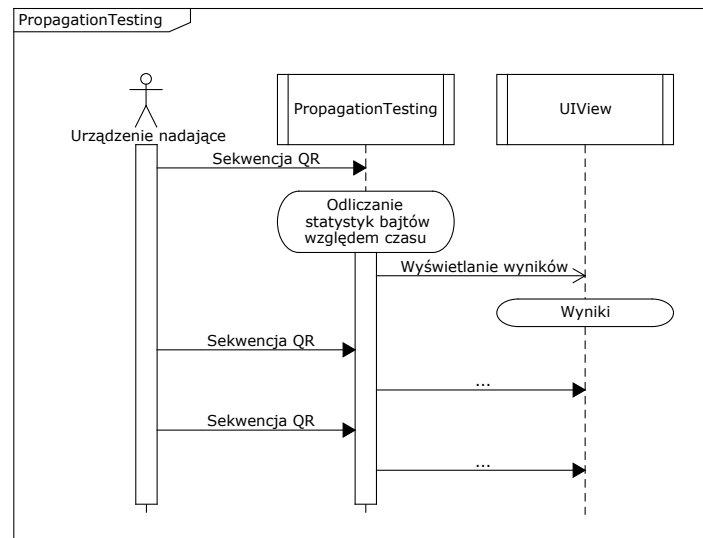 PropagationTesting
Urządzenie nadające
PropagationTesting
UIView
Sekwencja QR
Odliczanie
statystyk bajtów
względem czasu
Wyświetlanie wyników
Wyniki
Sekwencja QR
...
Sekwencja QR
...